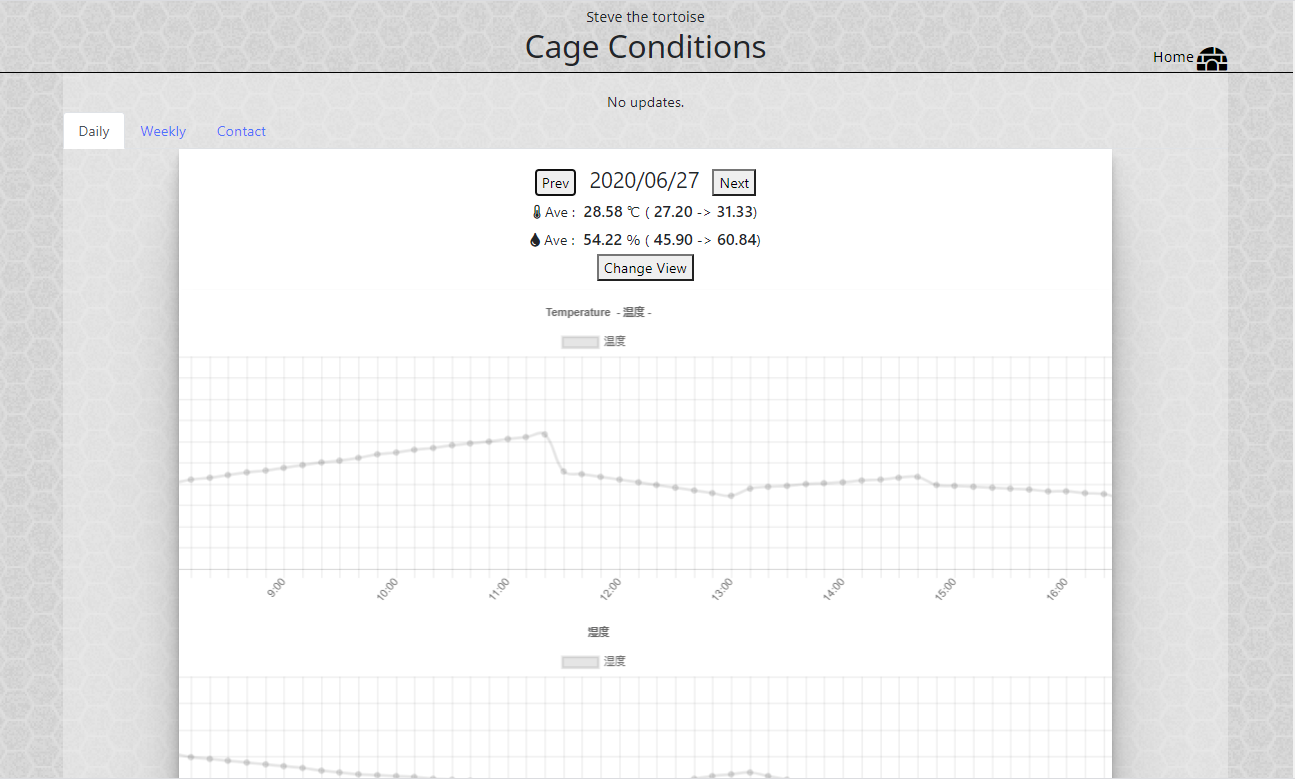 Steve the tortoise
Cage Conditions
Home
No updates.
Daily Weekly Contact
Prev 2020/06/27 Next
Ave : 28.58 ℃ ( 27.20 -> 31.33)
Ave : 54.22 % ( 45.90 -> 60.84)
Change View
Temperature - 温度 -
温度
9:00 10:00 11:00 12:00 13:00 14:00 15:00 16:00
湿度
湿度